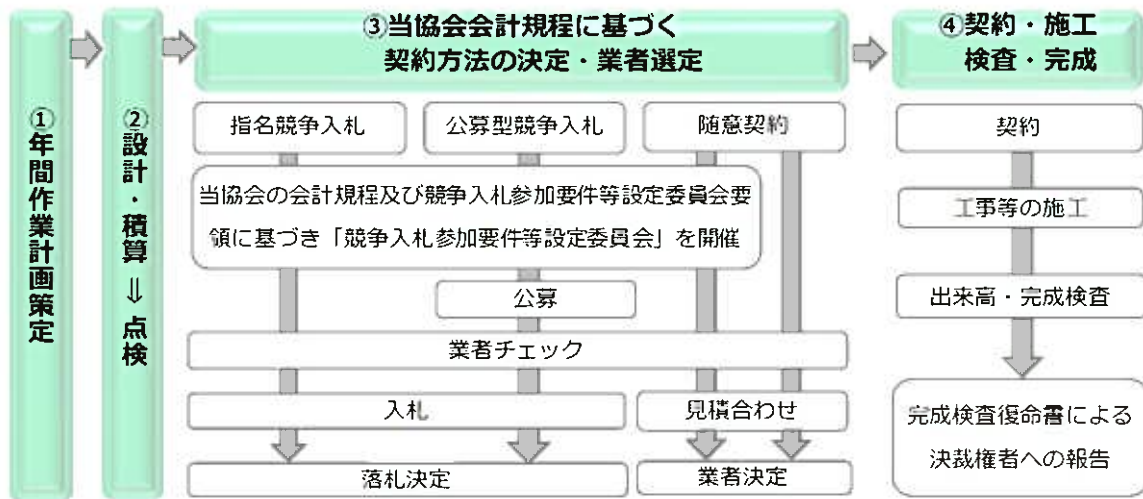 ①年間作業計画策定
②設計・積算⇒点検
③当協会会計規程に基づく
契約方法の決定・業者選定
指名競争入札
公募型競争入札
随意契約
当協会の会計規程及び競争入札参加要件等設定委員会要
領に基づき「競争入札参加要件等設定委員会」を開催
公募
業者チェック
入札
見積合わせ
落札決定
業者決定
④契約・施工
検査・完成
契約
工事等の施工
出来高・完成検査
完成検査復命書による
決裁権者への報告